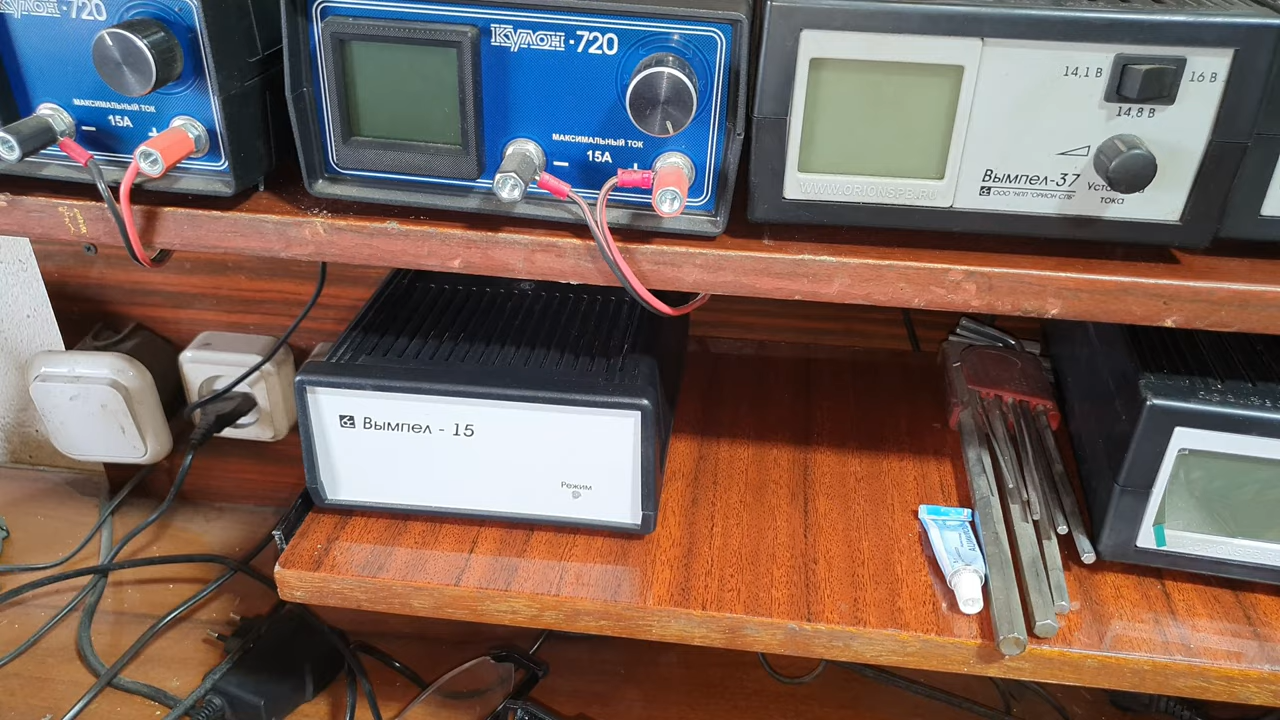 Кулон·720
МАКСИМАЛЬНЫЙ ТОК
15А
−
+
Кулон·720
МАКСИМАЛЬНЫЙ ТОК
15А
−
+
14,1 В
16 В
14,8 В
Вымпел-37
ООО "НПП "ОРИОН СПБ"
WWW.ORIONSPB.RU
тока
Вымпел - 15
Режим